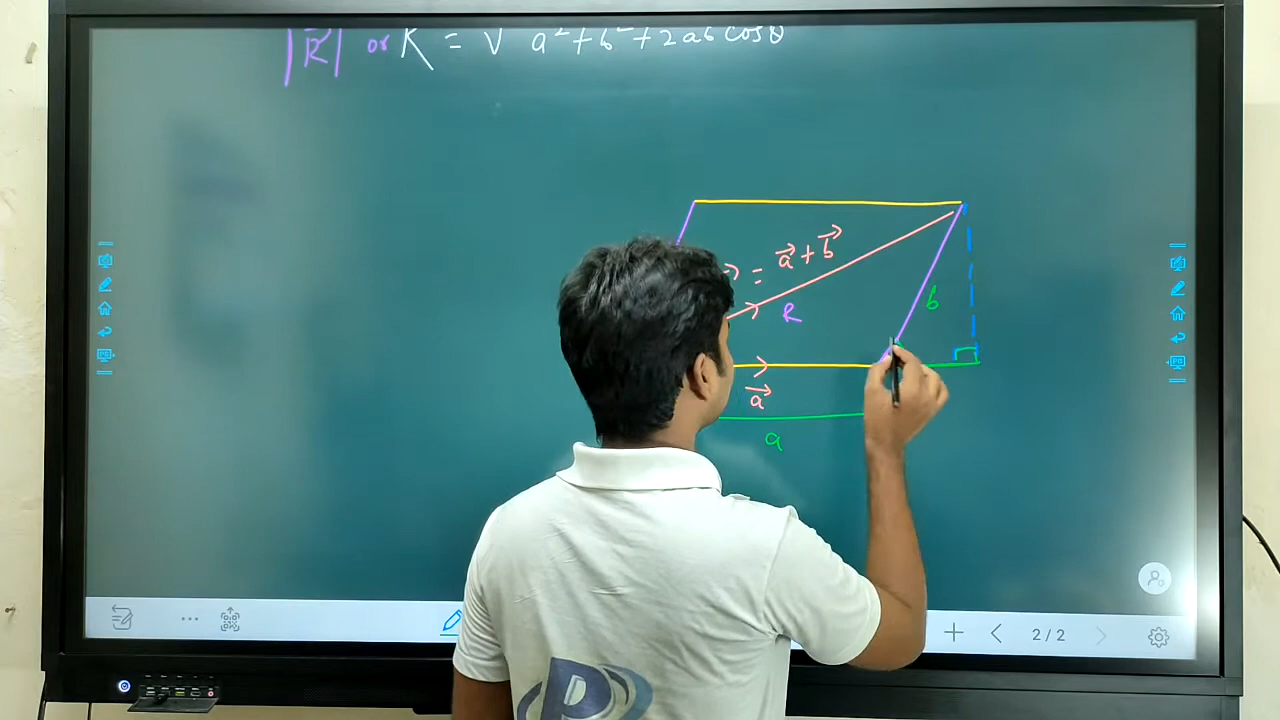 |R⃗| or R = √ a²+b²+2ab cosθ
= a⃗ + b⃗
R
b
a⃗
a
2/2
P